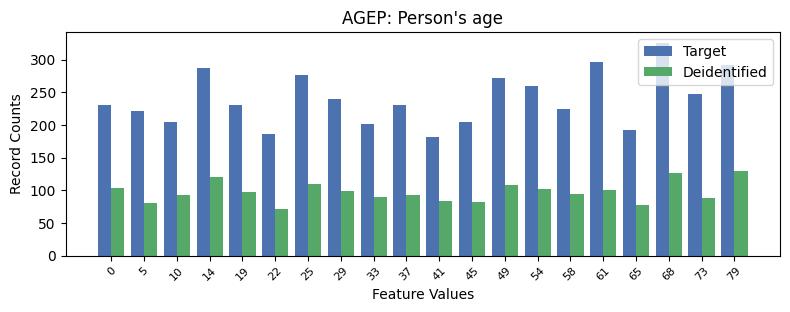 AGEP: Person's age
Record Counts
300
250
200
150
100
50
0
Target
Deidentified
0 5 10 14 19 22 25 29 33 37 41 45 49 54 58 61 65 68 73 79
Feature Values